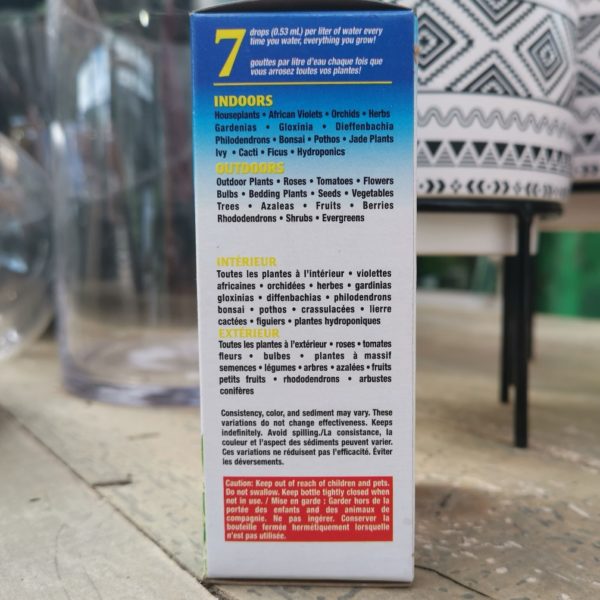 7 drops (0.53 mL) per liter of water every
time you water, everything you grow!
gouttes par litre d'eau chaque fois que
vous arrosez toutes vos plantes!
INDOORS
Houseplants • African Violets • Orchids • Herbs
Gardenias • Gloxinia • Dieffenbachia
Philodendrons • Bonsai • Pothos • Jade Plants
Ivy • Cacti • Ficus • Hydroponics
OUTDOORS
Outdoor Plants • Roses • Tomatoes • Flowers
Bulbs • Bedding Plants • Seeds • Vegetables
Trees • Azaleas • Fruits • Berries
Rhododendrons • Shrubs • Evergreens
INTÉRIEUR
Toutes les plantes à l'intérieur • violettes
africaines • orchidées • herbes • gardinias
gloxinias • diffenbachias • philodendrons
bonsai • pothos • crassulacées • lierre
cactées • figuiers • plantes hydroponiques
EXTÉRIEUR
Toutes les plantes à l'extérieur • roses • tomates
fleurs • bulbes • plantes à massif
semences • légumes • arbres • azalées • fruits
petits fruits • rhododendrons • arbustes
conifères
Consistency, color, and sediment may vary. These
variations do not change effectiveness. Keeps
indefinitely. Avoid spilling./La consistance, la
couleur et l'aspect des sédiments peuvent varier.
Ces variations ne réduisent pas l'efficacité. Éviter
les déversements.
Caution: Keep out of reach of children and pets.
Do not swallow. Keep bottle tightly closed when
not in use. / Mise en garde : Garder hors de la
portée des enfants et des animaux de
compagnie. Ne pas ingérer. Conserver la
bouteille fermée hermétiquement lorsquelle
n'est pas utilisée.